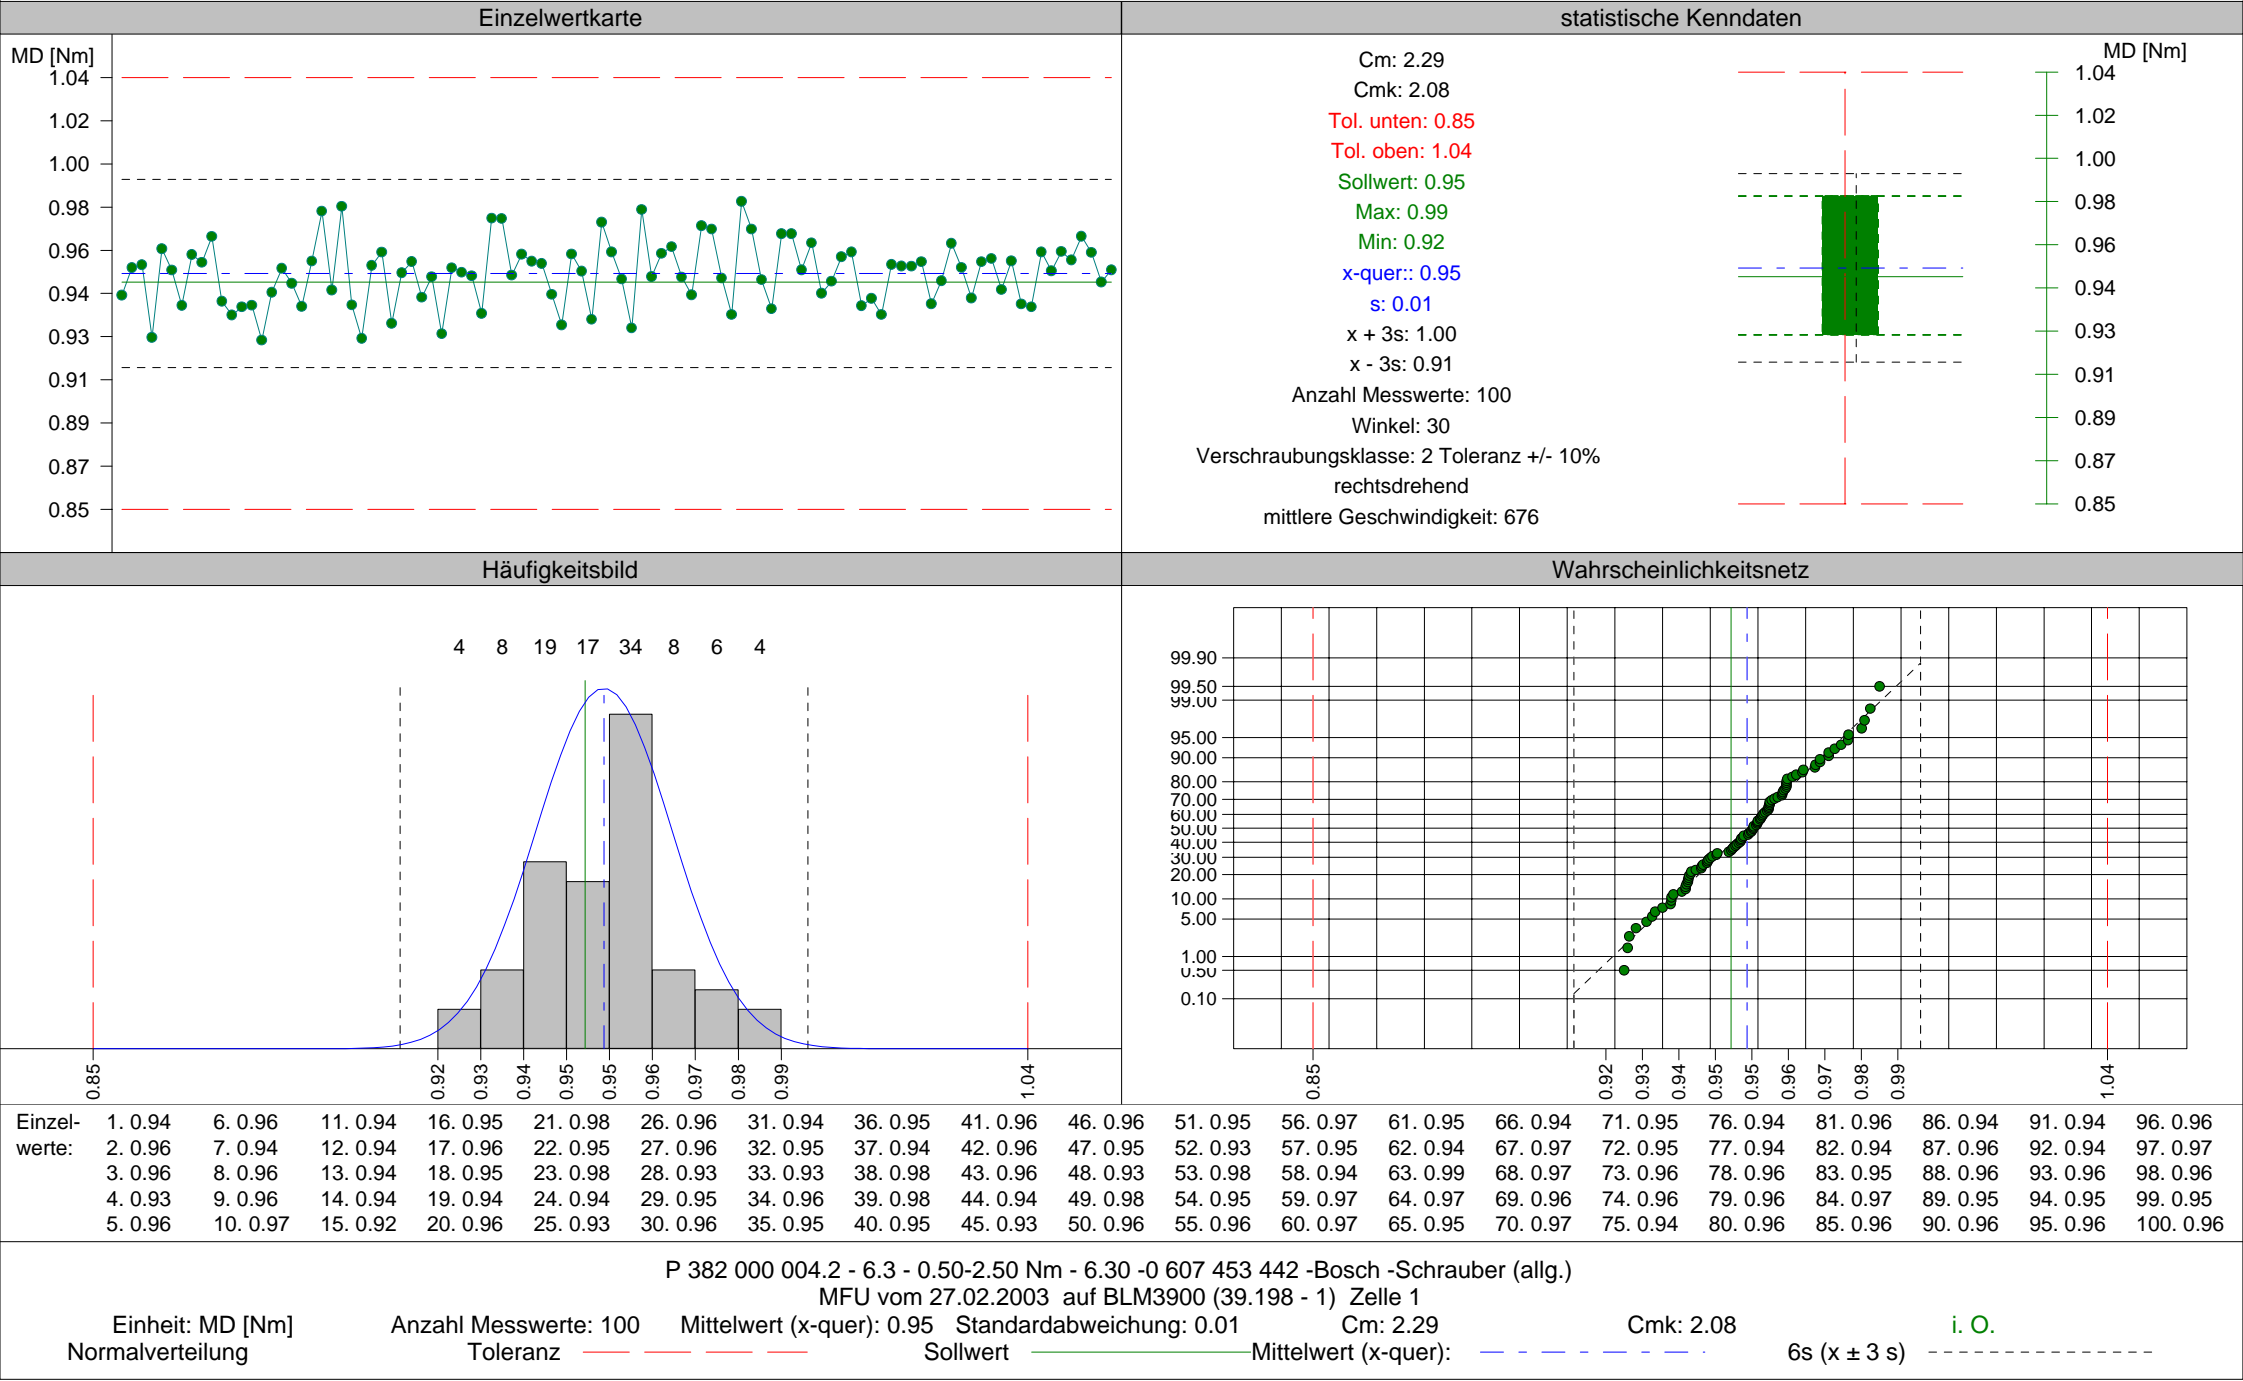 Einzelwertkarte
MD [Nm]
1.04
1.02
1.00
0.98
0.96
0.94
0.93
0.91
0.89
0.87
0.85
statistische Kenndaten
Cm: 2.29
Cmk: 2.08
Tol. unten: 0.85
Tol. oben: 1.04
Sollwert: 0.95
Max: 0.99
Min: 0.92
x-quer:: 0.95
s: 0.01
x + 3s: 1.00
x - 3s: 0.91
Anzahl Messwerte: 100
Winkel: 30
Verschraubungsklasse: 2 Toleranz +/- 10%
rechtsdrehend
mittlere Geschwindigkeit: 676
MD [Nm]
1.04
1.02
1.00
0.98
0.96
0.94
0.93
0.91
0.89
0.87
0.85
Häufigkeitsbild
4 8 19 17 34 8 6 4
0.85 0.92 0.93 0.94 0.95 0.95 0.96 0.97 0.98 0.99 1.04
Wahrscheinlichkeitsnetz
99.90
99.50
99.00
95.00
90.00
80.00
70.00
60.00
50.00
40.00
30.00
20.00
10.00
5.00
1.00
0.50
0.10
0.85 0.92 0.93 0.94 0.95 0.95 0.96 0.97 0.98 0.99 1.04
Einzel- 1. 0.94 6. 0.96 11. 0.94 16. 0.95 21. 0.98 26. 0.96 31. 0.94 36. 0.95 41. 0.96 46. 0.96 51. 0.95 56. 0.97 61. 0.95 66. 0.94 71. 0.95 76. 0.94 81. 0.96 86. 0.94 91. 0.94 96. 0.96
werte: 2. 0.96 7. 0.94 12. 0.94 17. 0.96 22. 0.95 27. 0.96 32. 0.95 37. 0.94 42. 0.96 47. 0.95 52. 0.93 57. 0.95 62. 0.94 67. 0.97 72. 0.95 77. 0.94 82. 0.94 87. 0.96 92. 0.94 97. 0.97
3. 0.96 8. 0.96 13. 0.94 18. 0.95 23. 0.98 28. 0.93 33. 0.93 38. 0.98 43. 0.96 48. 0.93 53. 0.98 58. 0.94 63. 0.99 68. 0.97 73. 0.96 78. 0.96 83. 0.95 88. 0.96 93. 0.96 98. 0.96
4. 0.93 9. 0.96 14. 0.94 19. 0.94 24. 0.94 29. 0.95 34. 0.96 39. 0.98 44. 0.94 49. 0.98 54. 0.95 59. 0.97 64. 0.97 69. 0.96 74. 0.96 79. 0.96 84. 0.97 89. 0.95 94. 0.95 99. 0.95
5. 0.96 10. 0.97 15. 0.92 20. 0.96 25. 0.93 30. 0.96 35. 0.95 40. 0.95 45. 0.93 50. 0.96 55. 0.96 60. 0.97 65. 0.95 70. 0.97 75. 0.94 80. 0.96 85. 0.96 90. 0.96 95. 0.96 100. 0.96
P 382 000 004.2 - 6.3 - 0.50-2.50 Nm - 6.30 -0 607 453 442 -Bosch -Schrauber (allg.)
MFU vom 27.02.2003 auf BLM3900 (39.198 - 1) Zelle 1
Einheit: MD [Nm] Anzahl Messwerte: 100 Mittelwert (x-quer): 0.95 Standardabweichung: 0.01 Cm: 2.29 Cmk: 2.08 i. O.
Normalverteilung Toleranz Sollwert Mittelwert (x-quer): 6s (x ± 3 s)